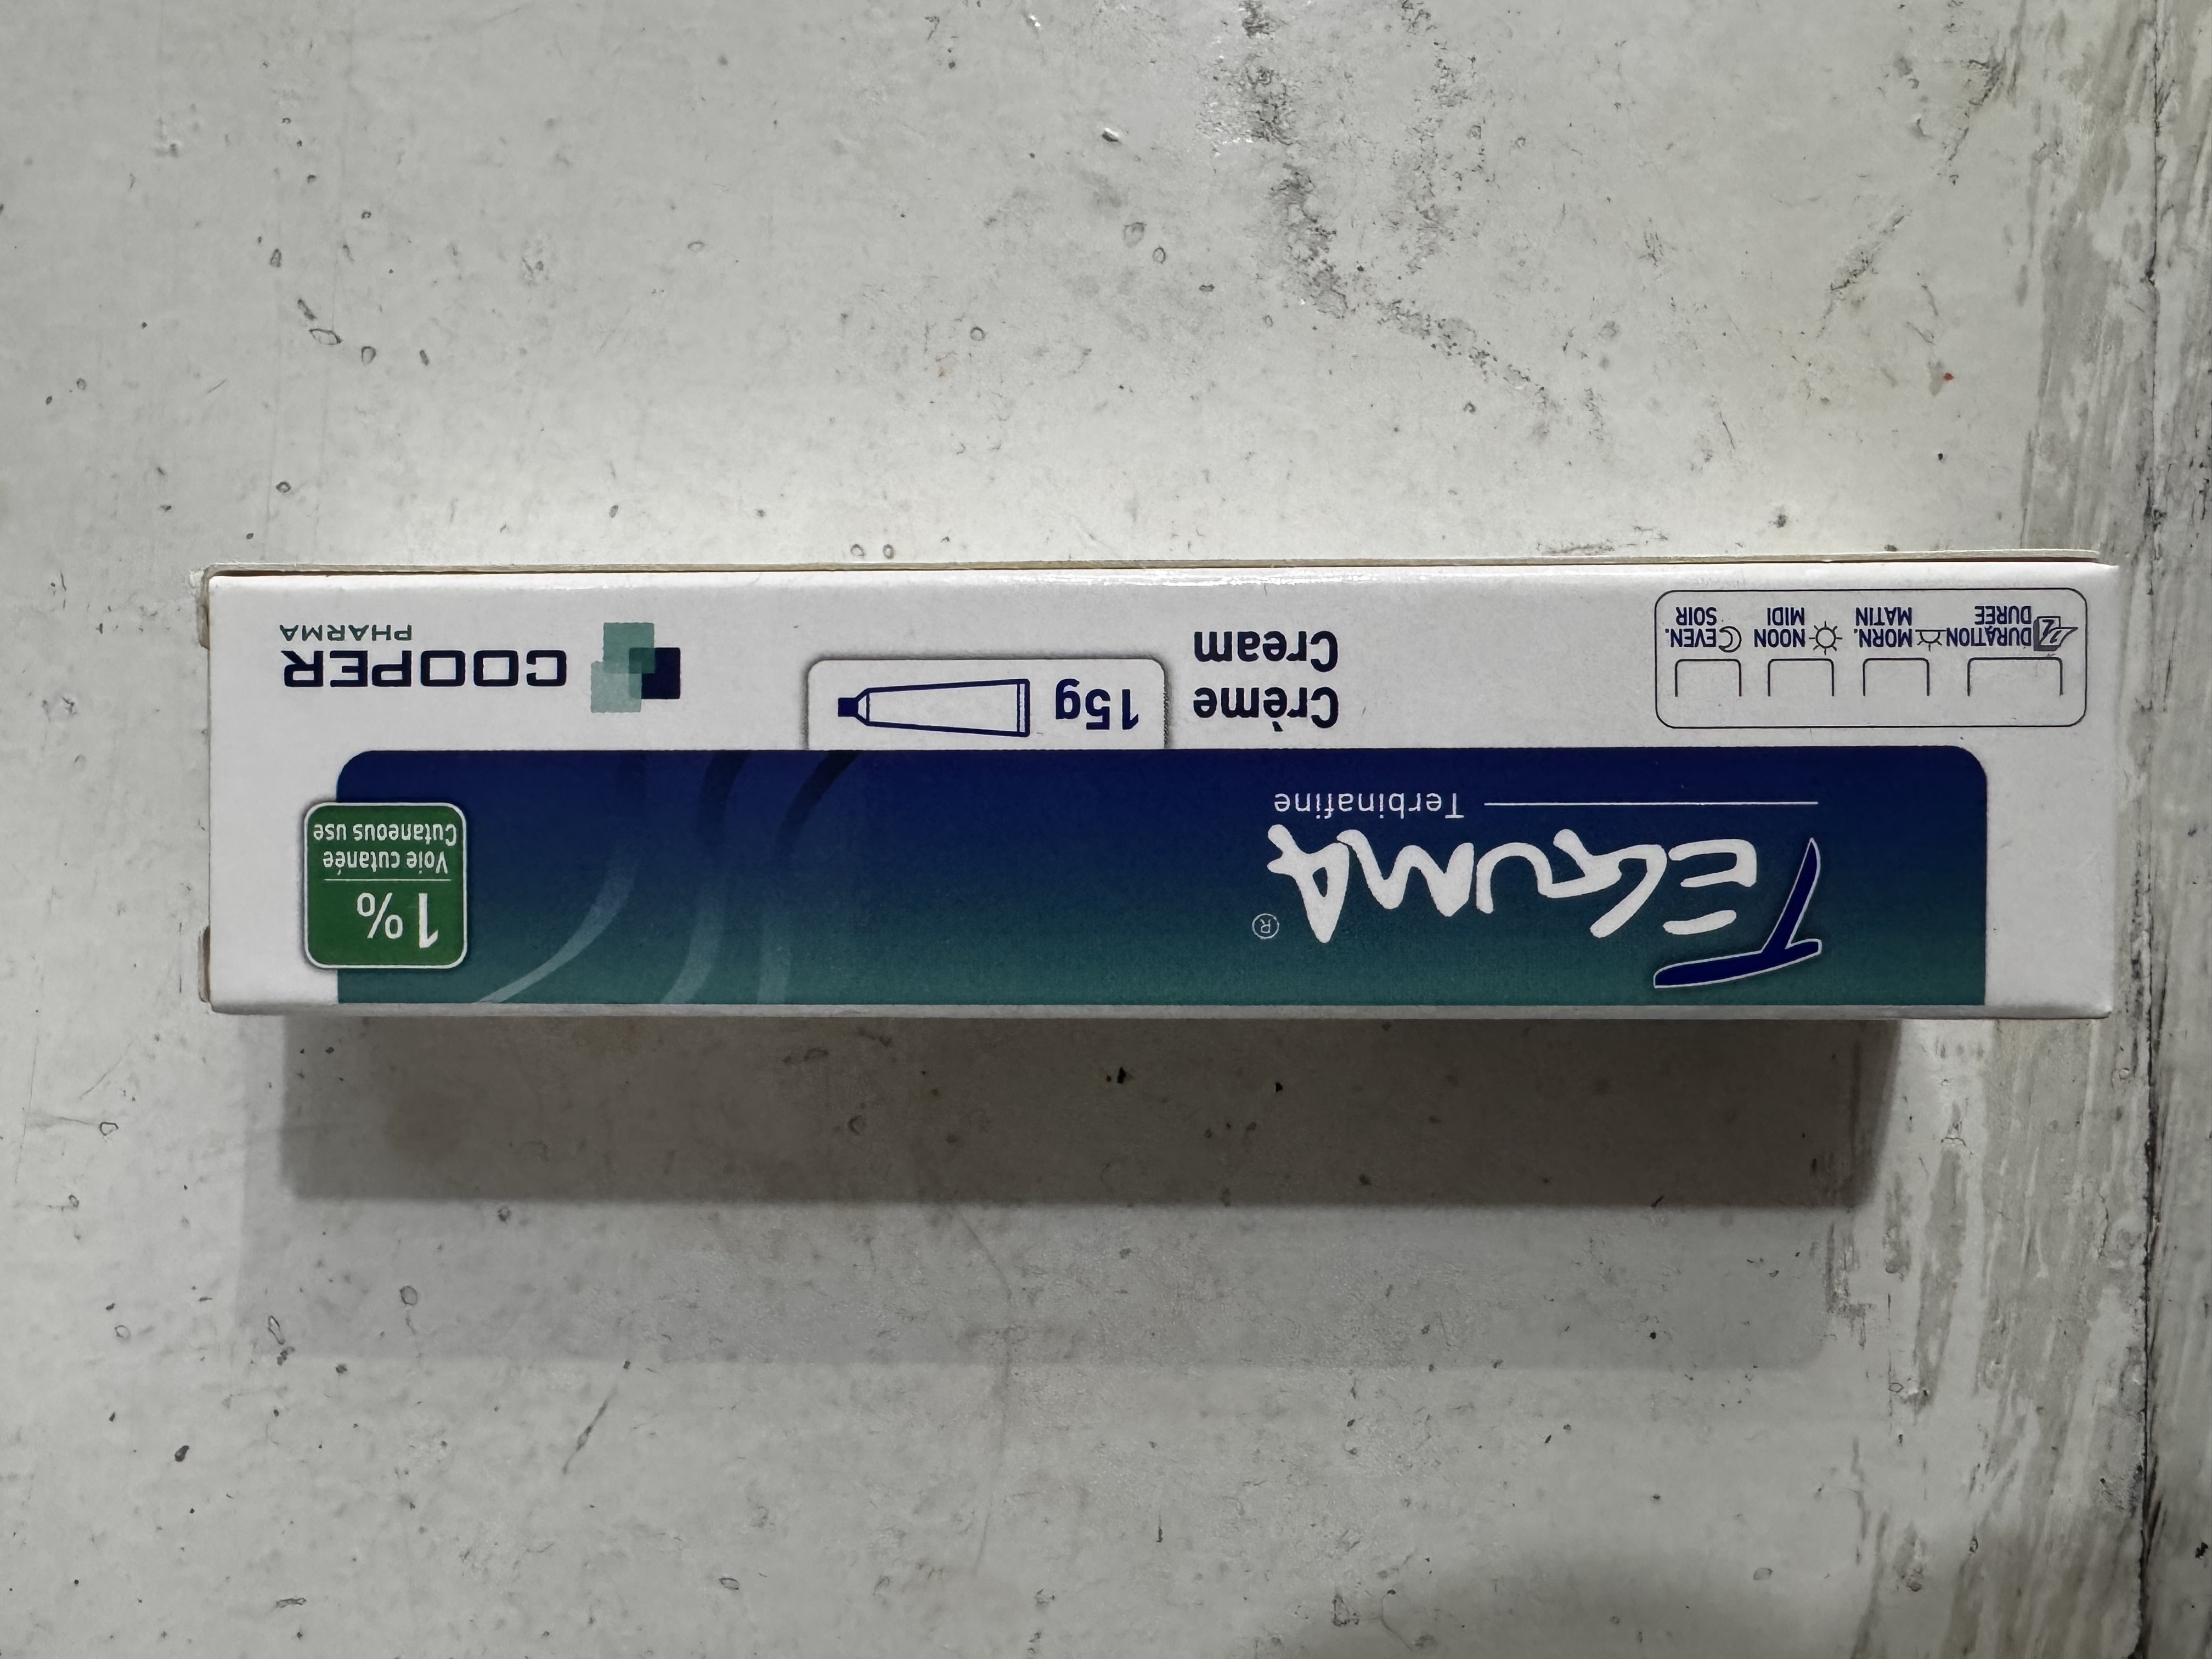 TEGUMA®
Terbinafine
1%
Voie cutanée
Cutaneous use
Crème
Cream
15g
DURATION
DURÉE
MORN.
MATIN
NOON
MIDI
EVEN.
SOIR
COOPER
PHARMA